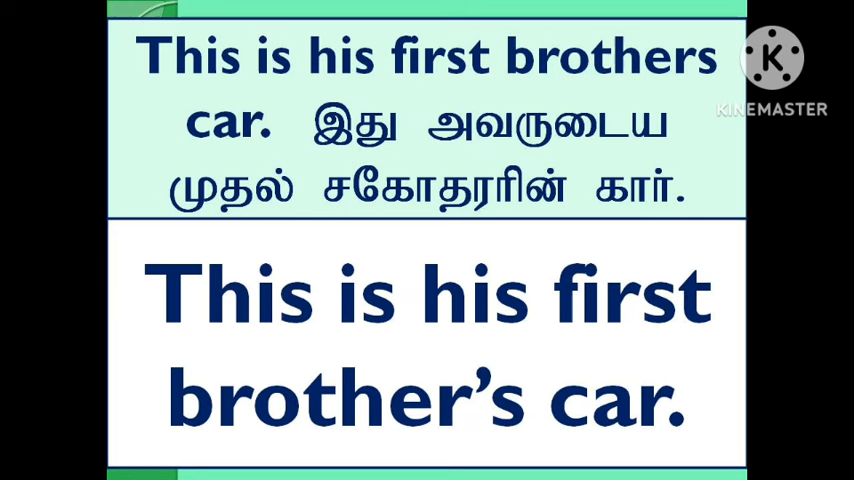 This is his first brothers
car. இது அவருடைய
முதல் சகோதரரின் கார்.
K
KINEMASTER
This is his first
brother’s car.